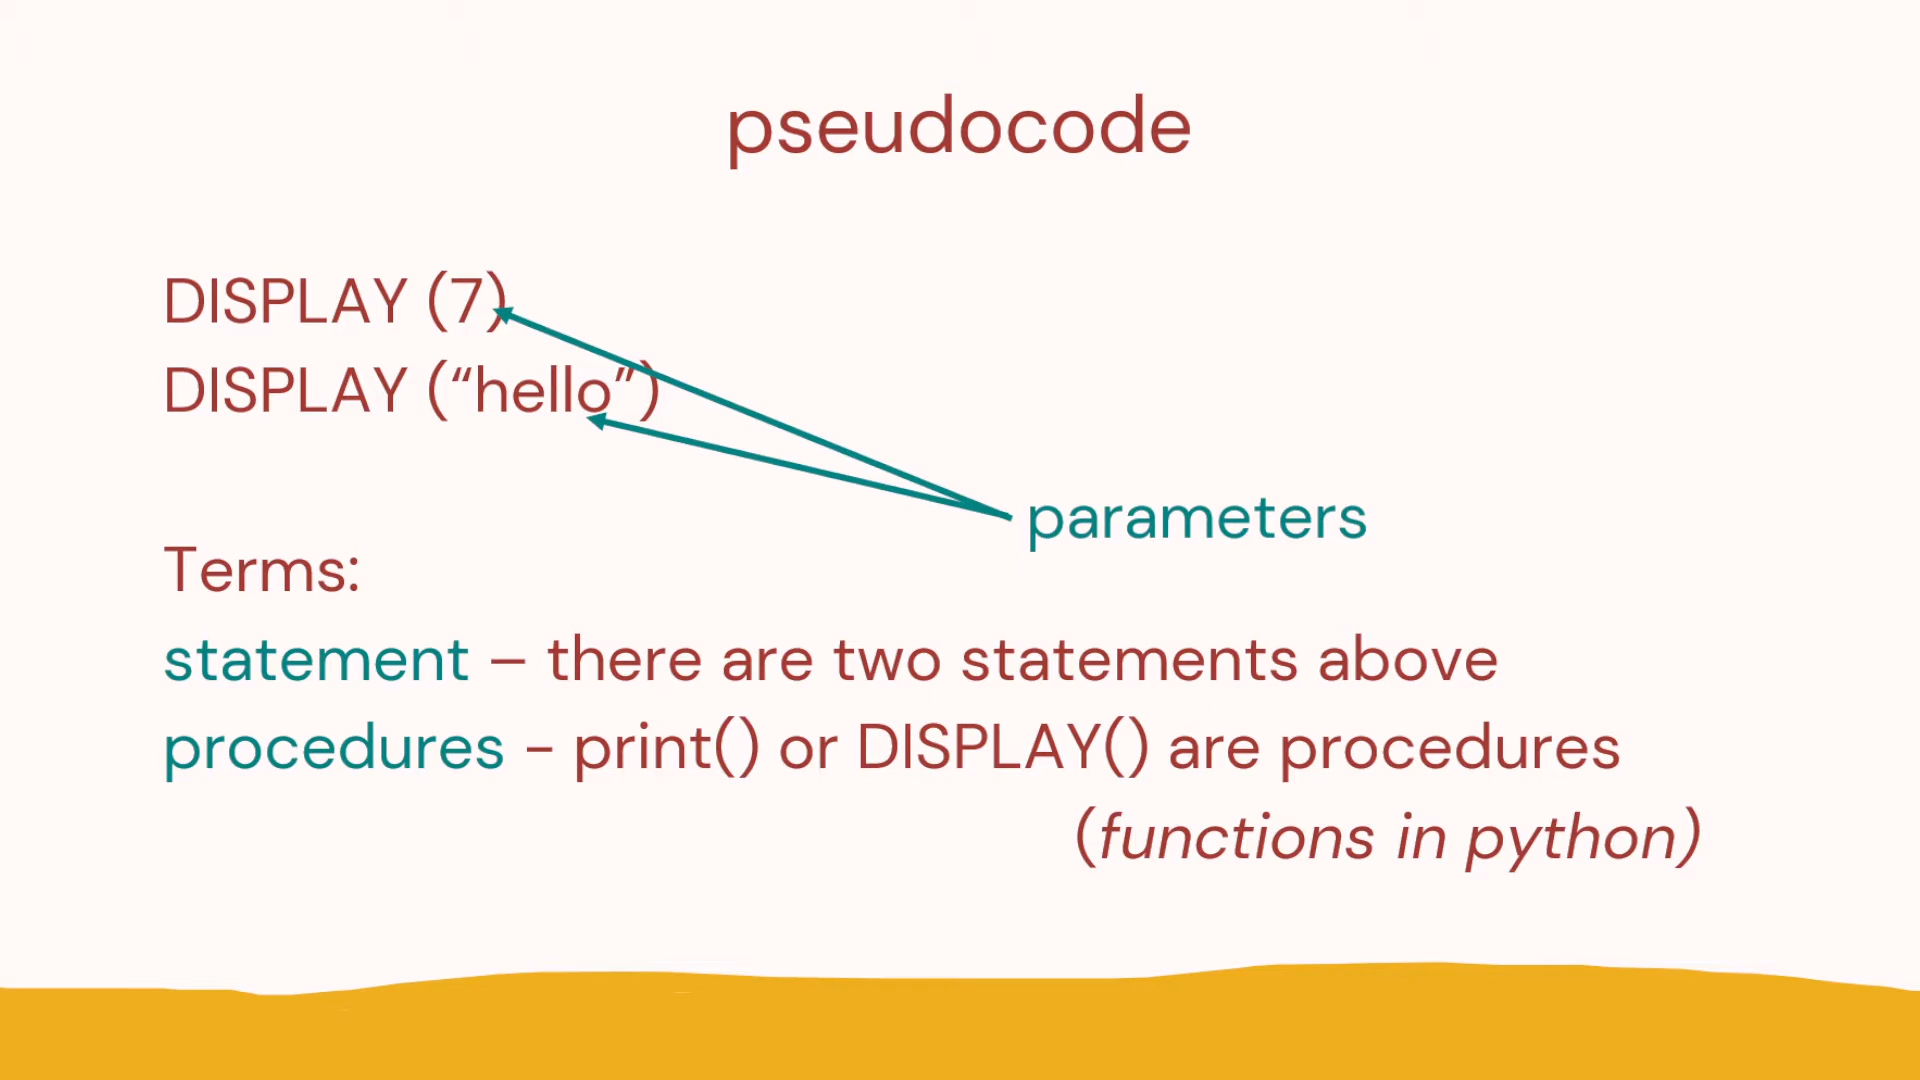 pseudocode
DISPLAY (7)
DISPLAY (“hello”)
parameters
Terms:
statement – there are two statements above
procedures - print() or DISPLAY() are procedures
(functions in python)